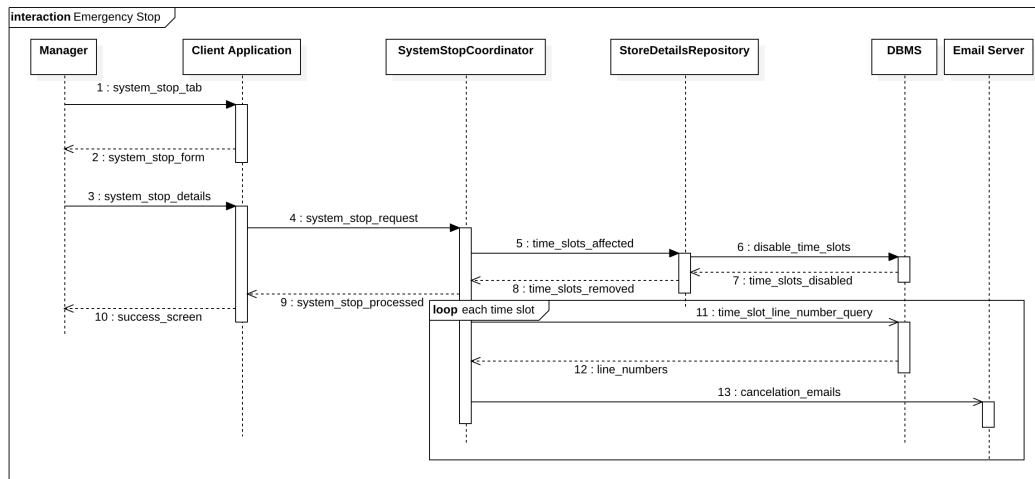 interaction Emergency Stop
Manager
Client Application
SystemStopCoordinator
StoreDetailsRepository
DBMS
Email Server
1 : system_stop_tab
2 : system_stop_form
3 : system_stop_details
4 : system_stop_request
5 : time_slots_affected
6 : disable_time_slots
7 : time_slots_disabled
8 : time_slots_removed
9 : system_stop_processed
10 : success_screen
loop each time slot
11 : time_slot_line_number_query
12 : line_numbers
13 : cancelation_emails